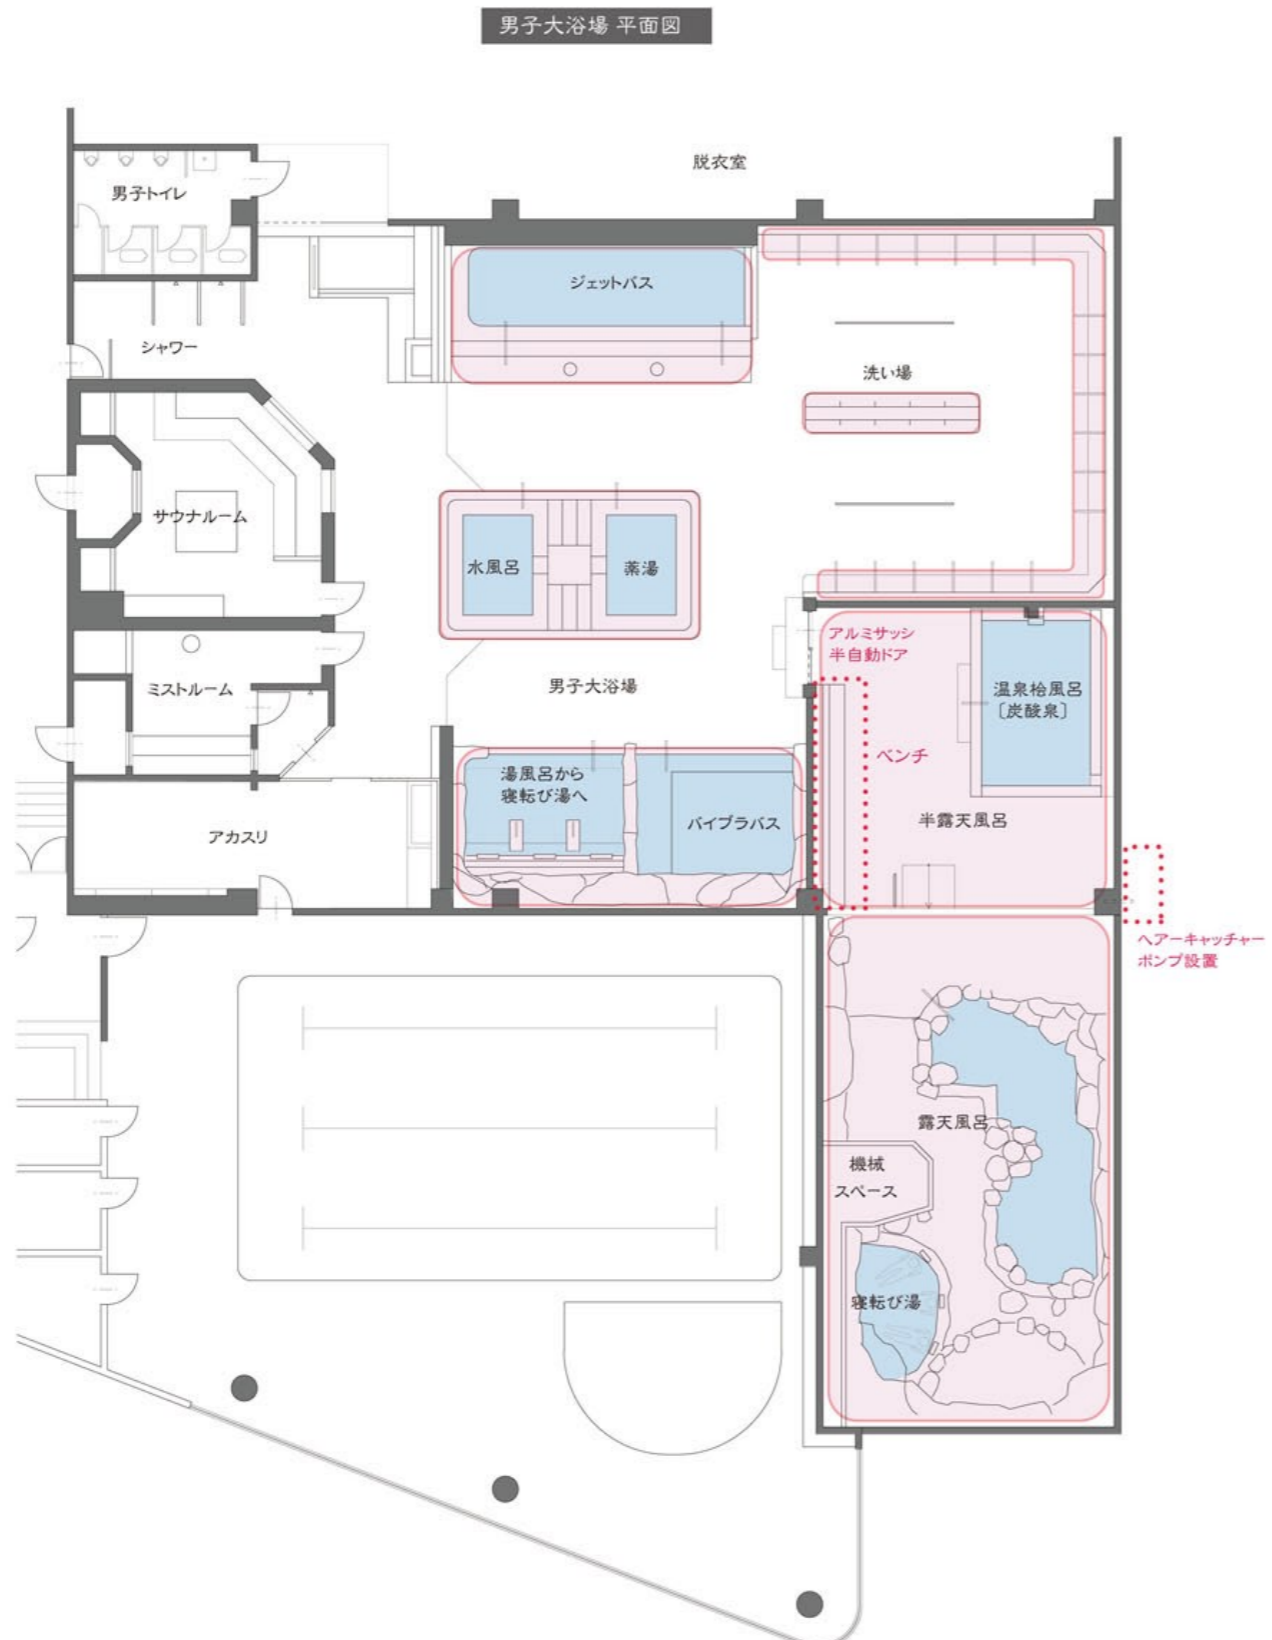 男子大浴場 平面図
脱衣室
男子トイレ
ジェットバス
シャワー
洗い場
サウナルーム
水風呂
薬湯
アルミサッシ
半自動ドア
男子大浴場
ミストルーム
温泉桧風呂
〔炭酸泉〕
ベンチ
湯風呂から
寝転び湯へ
バイブラバス
半露天風呂
アカスリ
ヘアーキャッチャー
ポンプ設置
露天風呂
機械
スペース
寝転び湯